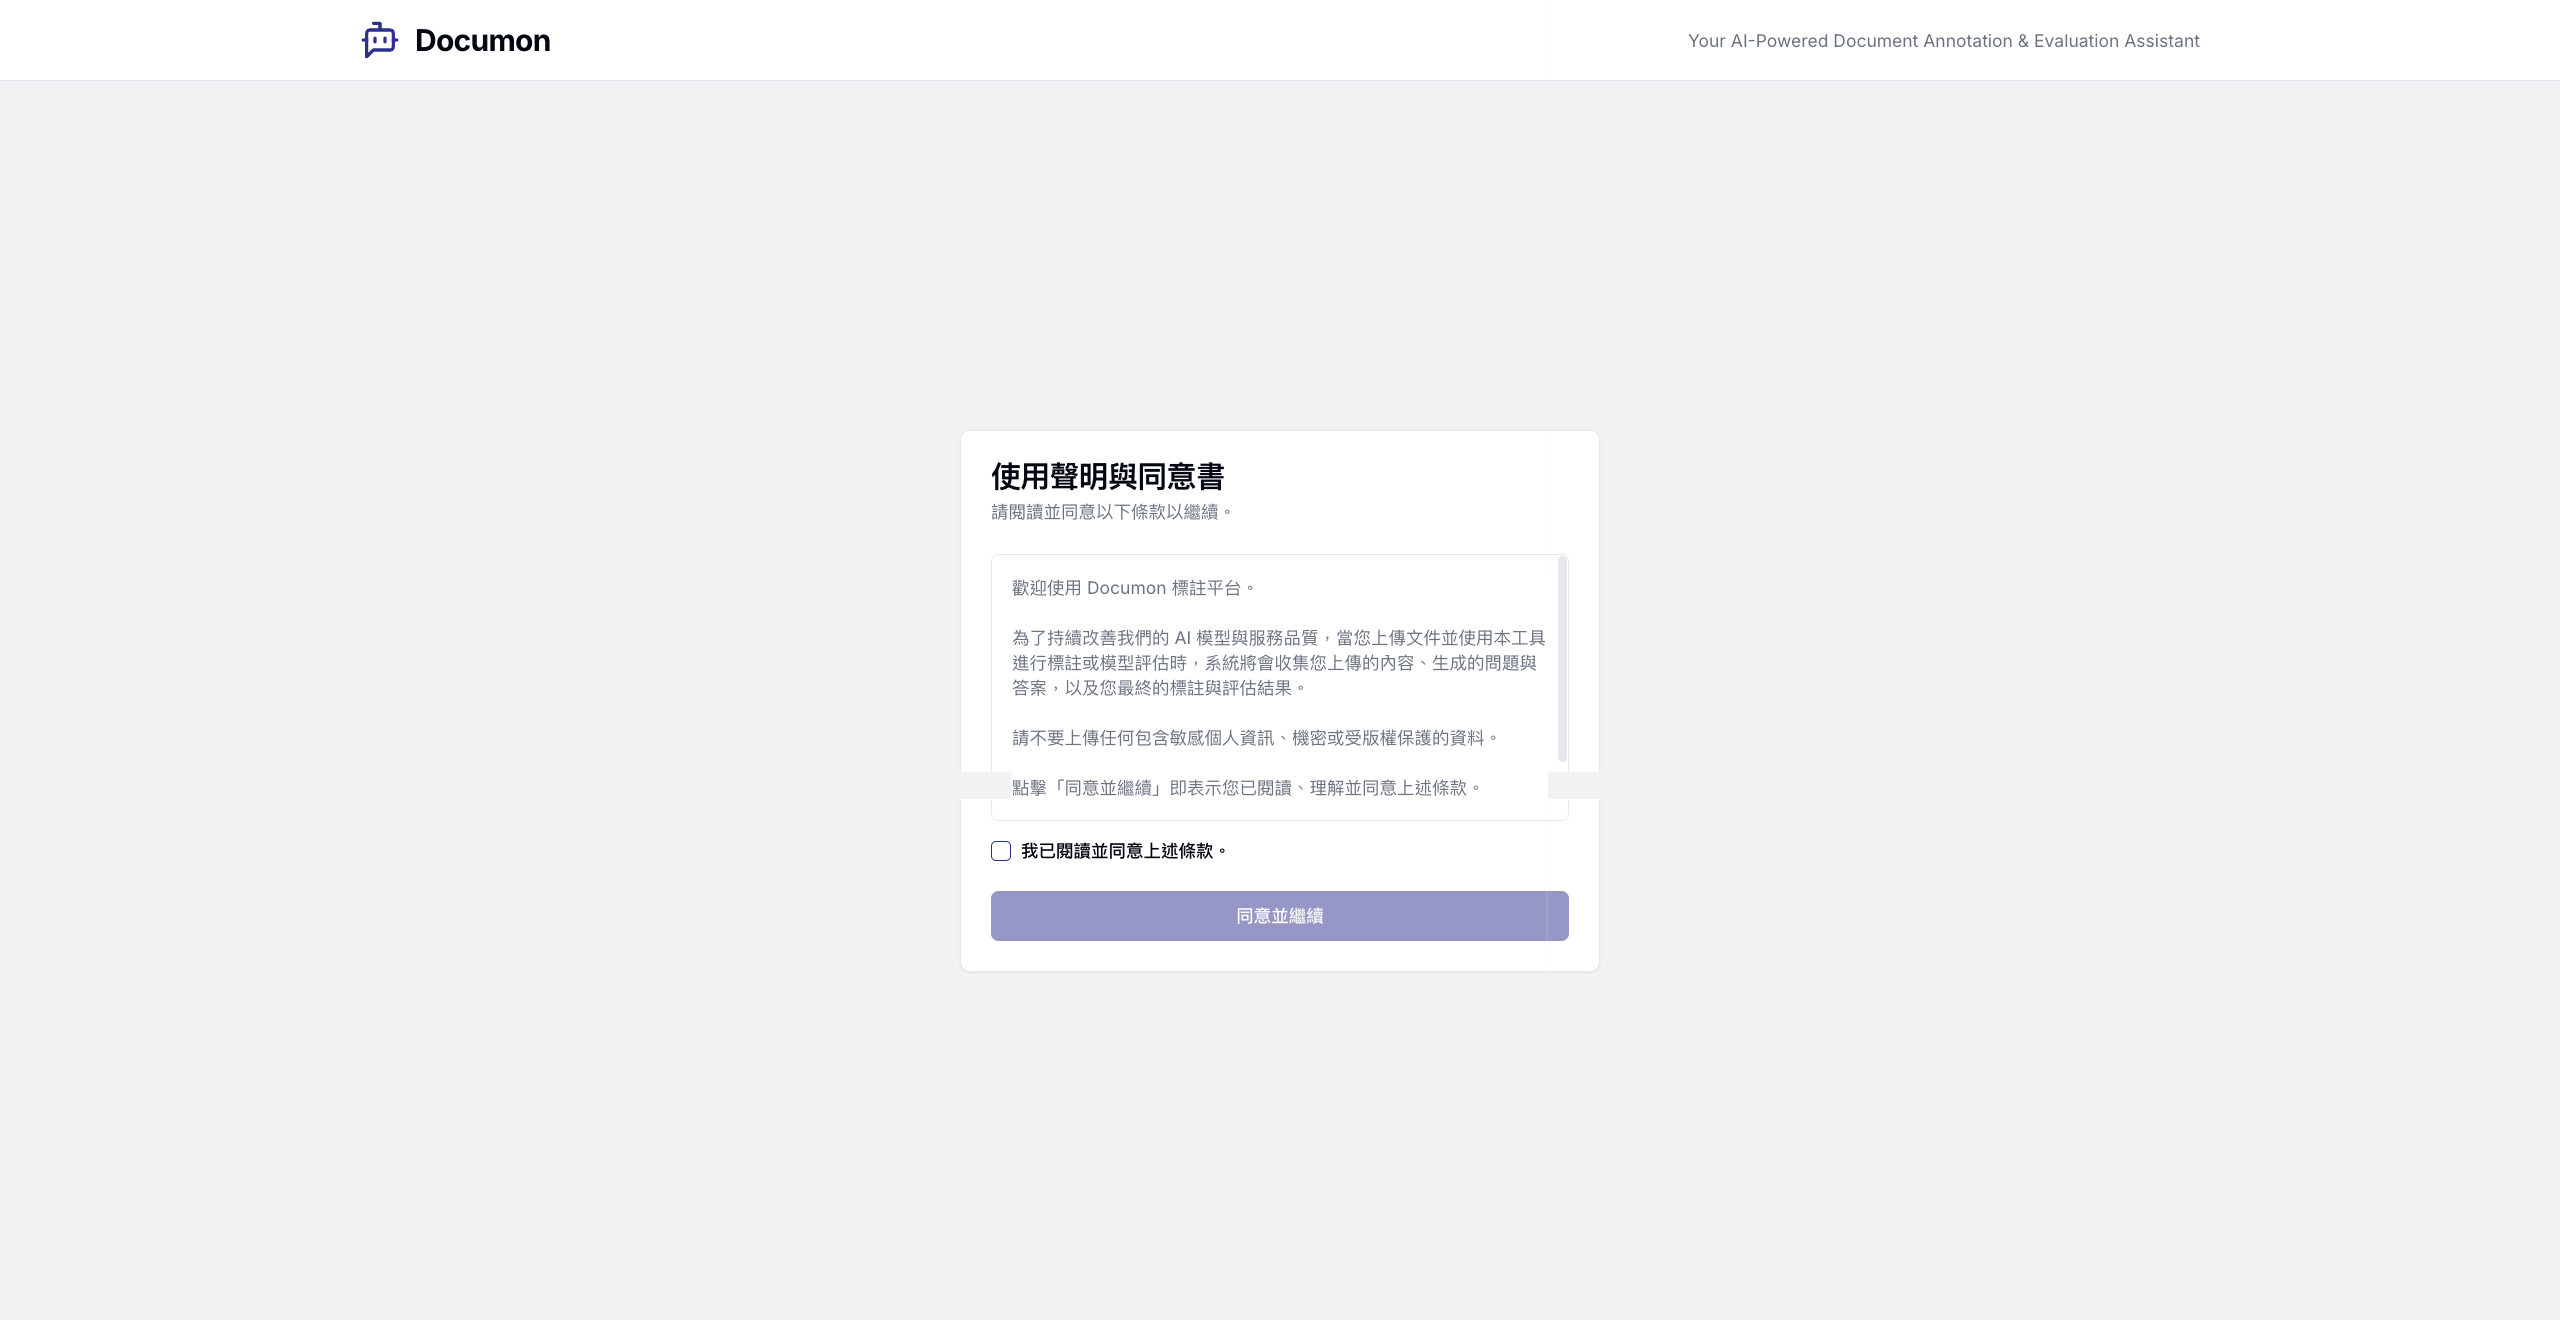 Documon
Your AI-Powered Document Annotation & Evaluation Assistant
使用聲明與同意書
請閱讀並同意以下條款以繼續。
歡迎使用 Documon 標註平台。
為了持續改善我們的 AI 模型與服務品質，當您上傳文件並使用本工具
進行標註或模型評估時，系統將會收集您上傳的內容、生成的問題與
答案，以及您最終的標註與評估結果。
請不要上傳任何包含敏感個人資訊、機密或受版權保護的資料。
點擊「同意並繼續」即表示您已閱讀、理解並同意上述條款。
我已閱讀並同意上述條款。
同意並繼續